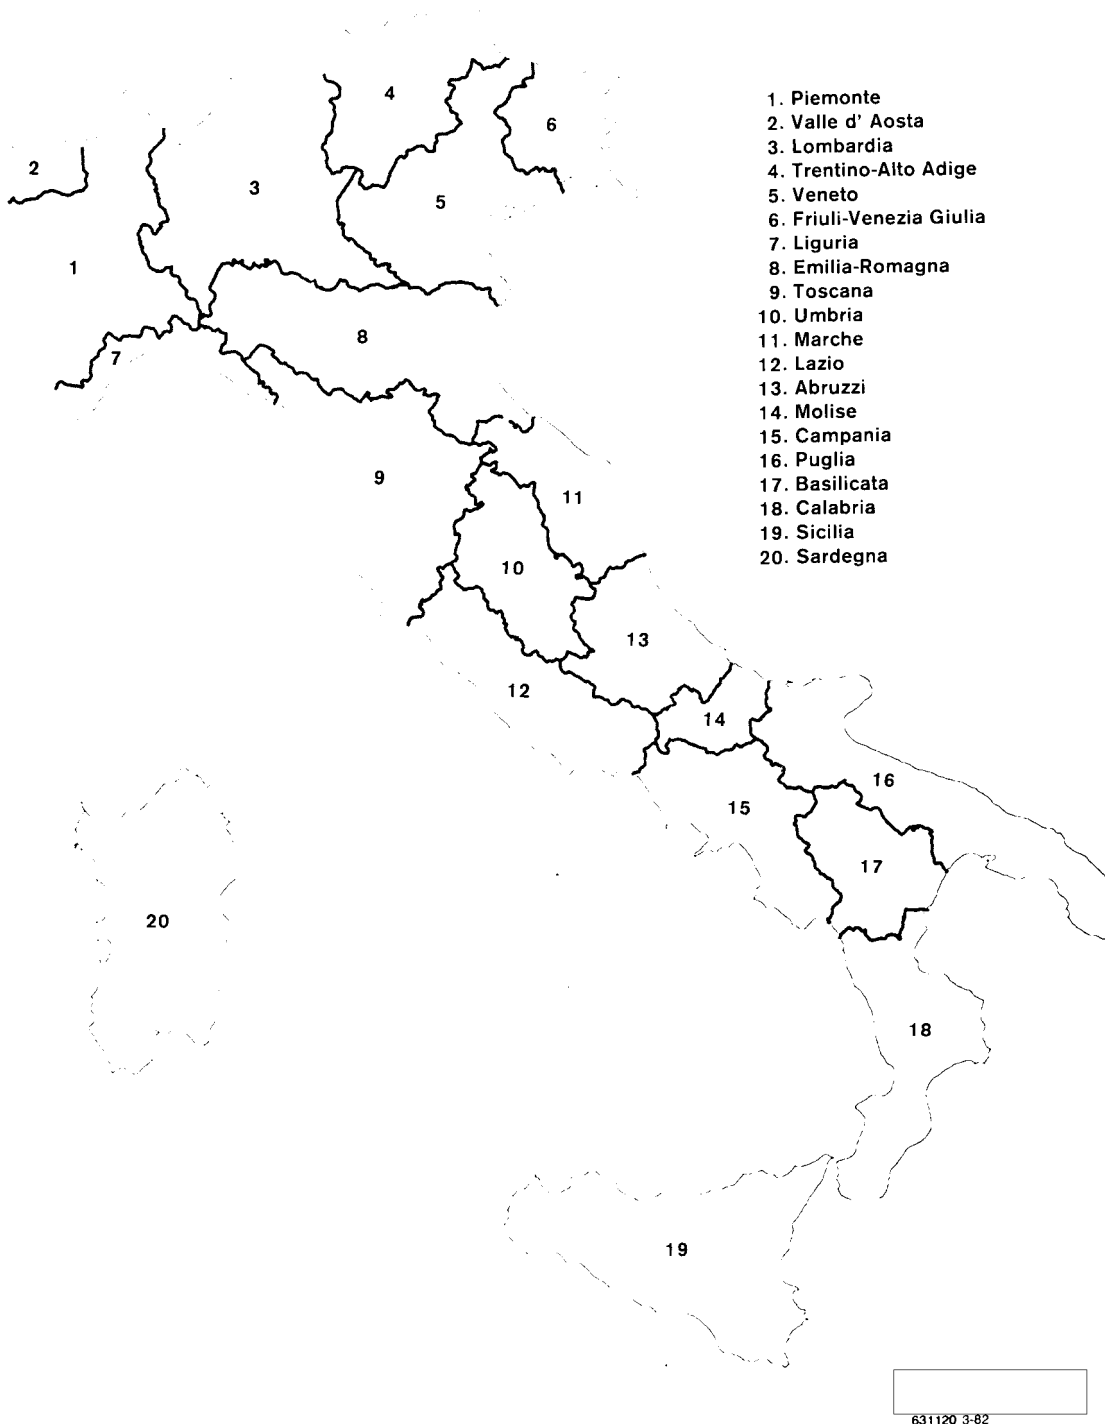 1. Piemonte
2. Valle d' Aosta
3. Lombardia
4. Trentino-Alto Adige
5. Veneto
6. Friuli-Venezia Giulia
7. Liguria
8. Emilia-Romagna
9. Toscana
10. Umbria
11. Marche
12. Lazio
13. Abruzzi
14. Molise
15. Campania
16. Puglia
17. Basilicata
18. Calabria
19. Sicilia
20. Sardegna
4
6
2
3
5
1
8
7
9
11
10
13
12
14
16
15
17
20
18
19
631120 3-82